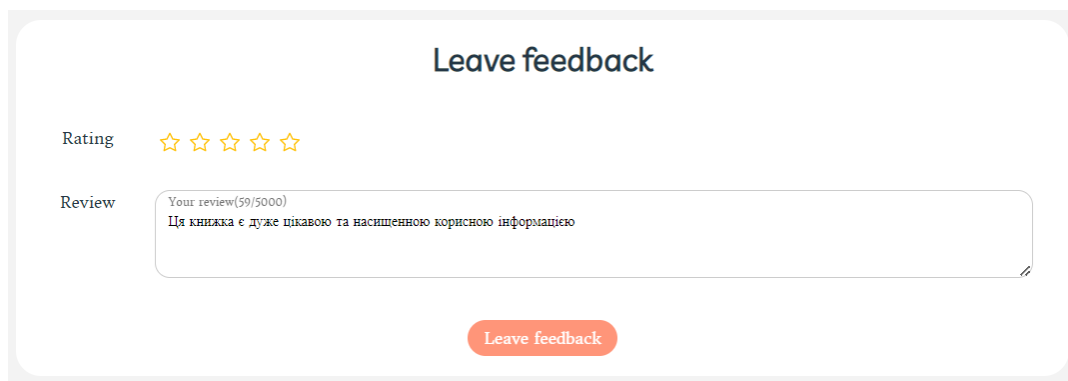 Leave feedback
Rating
Review
Your review(59/5000)
Ця книжка є дуже цікавою та насищенною корисною інформацією
Leave feedback